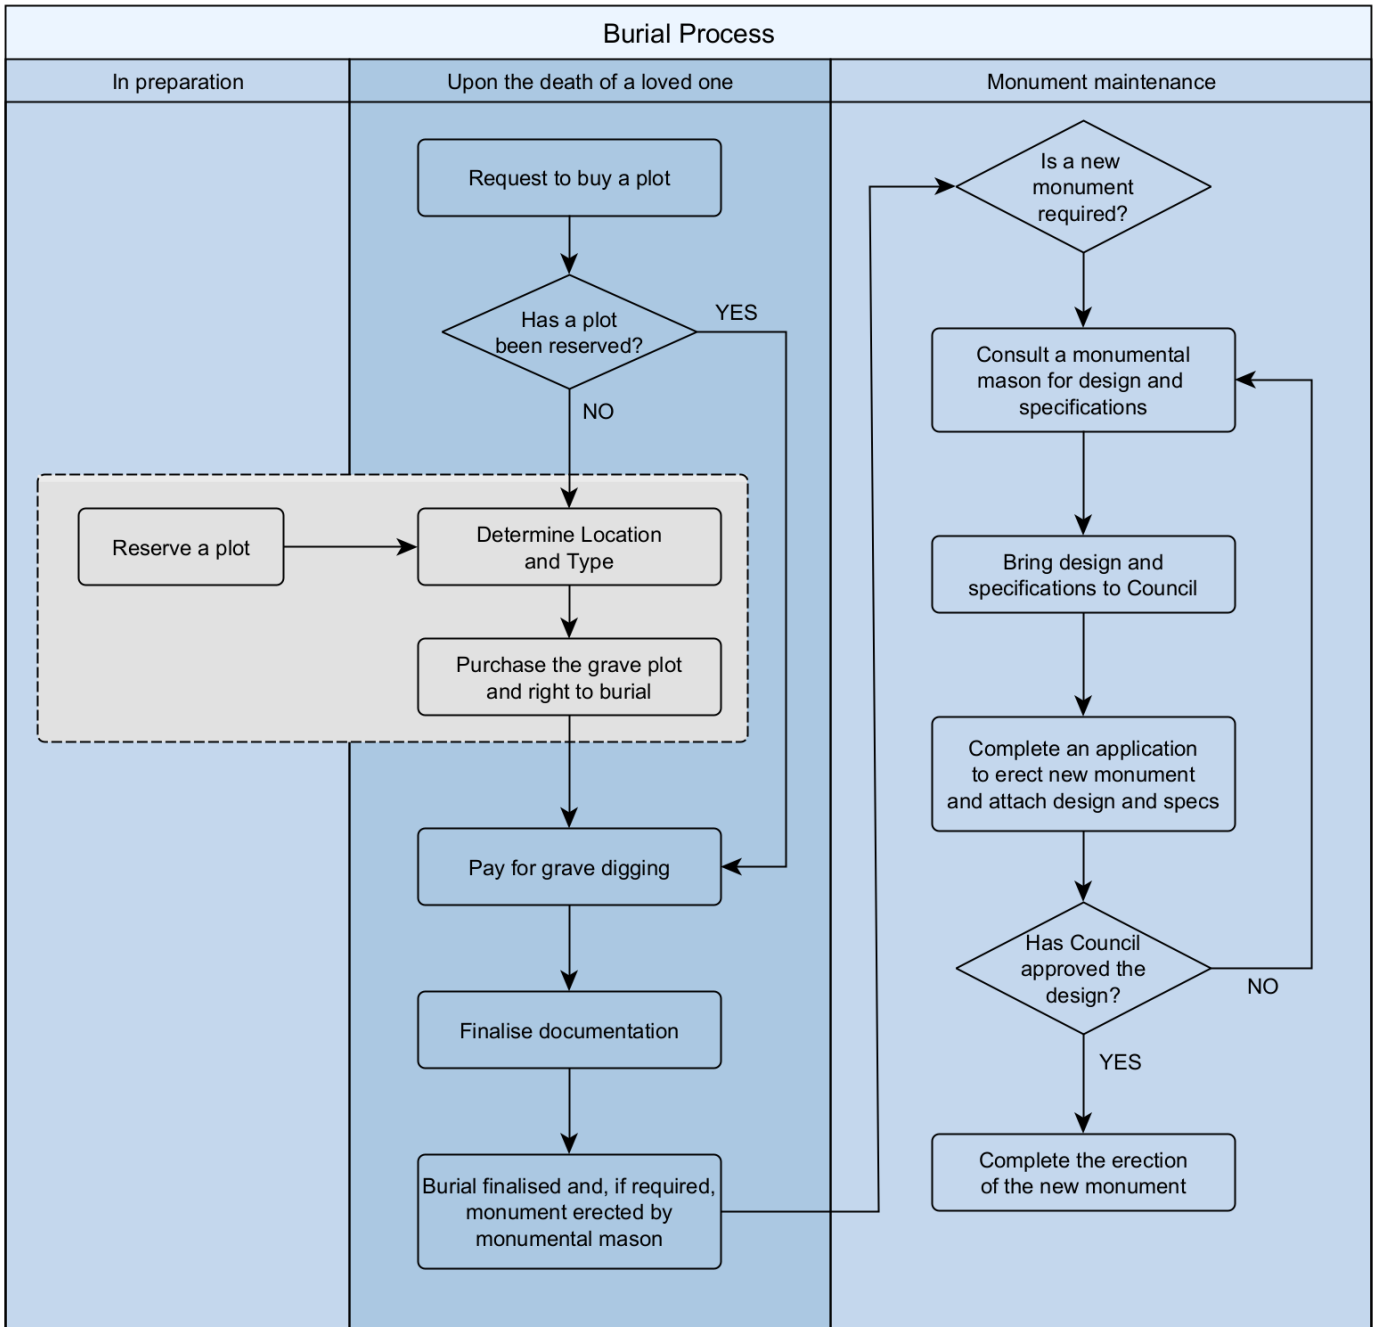 Burial Process
In preparation
Upon the death of a loved one
Monument maintenance
Request to buy a plot
Has a plot
been reserved?
YES
NO
Reserve a plot
Determine Location
and Type
Purchase the grave plot
and right to burial
Pay for grave digging
Finalise documentation
Burial finalised and, if required,
monument erected by
monumental mason
Is a new
monument
required?
Consult a monumental
mason for design and
specifications
Bring design and
specifications to Council
Complete an application
to erect new monument
and attach design and specs
Has Council
approved the
design?
NO
YES
Complete the erection
of the new monument